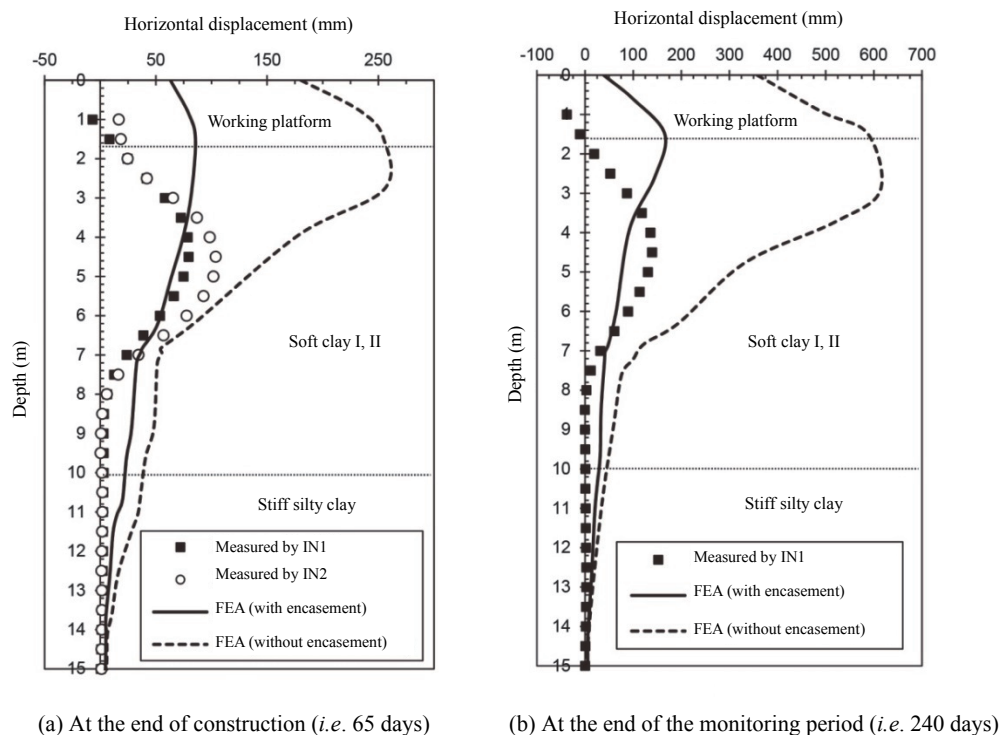 Horizontal displacement (mm)
-50 50 150 250
0
1
2
3
4
5
6
7
8
9
10
11
12
13
14
15
Depth (m)
Working platform
Soft clay I, II
Stiff silty clay
Measured by IN1
Measured by IN2
FEA (with encasement)
FEA (without encasement)
(a) At the end of construction (i.e. 65 days)
Horizontal displacement (mm)
-100 0 100 200 300 400 500 600 700
0
1
2
3
4
5
6
7
8
9
10
11
12
13
14
15
Depth (m)
Working platform
Soft clay I, II
Stiff silty clay
Measured by IN1
FEA (with encasement)
FEA (without encasement)
(b) At the end of the monitoring period (i.e. 240 days)